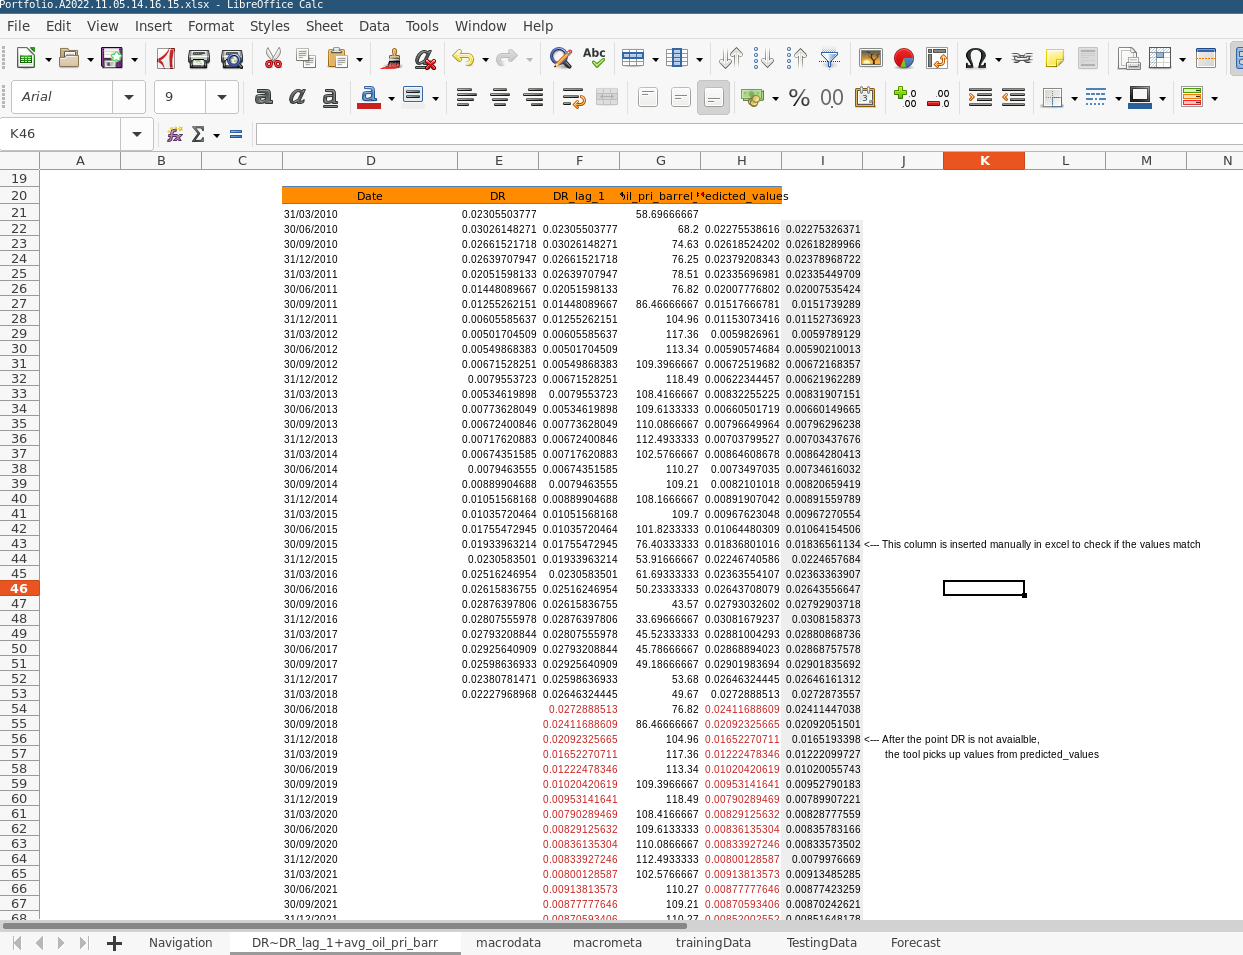 Portfolio.A2022.11.05.14.16.15.xlsx - LibreOffice Calc
File Edit View Insert Format Styles Sheet Data Tools Window Help
Abc
Arial 9 a a a a % 00 3 .0 .00
K46 fx Σ =
A B C D E F G H I J K L M N
19
20 Date DR DR_lag_1 oil_pri_barrel_ redicted_values
21 31/03/2010 0.02305503777 58.69666667
22 30/06/2010 0.03026148271 0.02305503777 68.2 0.02275538616 0.02275326371
23 30/09/2010 0.02661521718 0.03026148271 74.63 0.02618524202 0.02618289966
24 31/12/2010 0.02639707947 0.02661521718 76.25 0.02379208343 0.02378968722
25 31/03/2011 0.02051598133 0.02639707947 78.51 0.02335696981 0.02335449709
26 30/06/2011 0.01448089667 0.02051598133 76.82 0.02007776802 0.02007535424
27 30/09/2011 0.01255262151 0.01448089667 86.46666667 0.01517666781 0.0151739289
28 31/12/2011 0.00605585637 0.01255262151 104.96 0.01153073416 0.01152736923
29 31/03/2012 0.00501704509 0.00605585637 117.36 0.0059826961 0.0059789129
30 30/06/2012 0.00549868383 0.00501704509 113.34 0.00590574684 0.00590210013
31 30/09/2012 0.00671528251 0.00549868383 109.3966667 0.00672519682 0.00672168357
32 31/12/2012 0.0079553723 0.00671528251 118.49 0.00622344457 0.00621962289
33 31/03/2013 0.00534619898 0.0079553723 108.4166667 0.00832255225 0.00831907151
34 30/06/2013 0.00773628049 0.00534619898 109.6133333 0.00660501719 0.00660149665
35 30/09/2013 0.00672400846 0.00773628049 110.0866667 0.00796649964 0.00796296238
36 31/12/2013 0.00717620883 0.00672400846 112.4933333 0.00703799527 0.00703437676
37 31/03/2014 0.00674351585 0.00717620883 102.5766667 0.00864608678 0.00864280413
38 30/06/2014 0.0079463555 0.00674351585 110.27 0.0073497035 0.00734616032
39 30/09/2014 0.00889904688 0.0079463555 109.21 0.0082101018 0.00820659419
40 31/12/2014 0.01051568168 0.00889904688 108.1666667 0.00891907042 0.00891559789
41 31/03/2015 0.01035720464 0.01051568168 109.7 0.00967623048 0.00967270554
42 30/06/2015 0.01755472945 0.01035720464 101.8233333 0.01064480309 0.01064154506
43 30/09/2015 0.01933963214 0.01755472945 76.40333333 0.01836801016 0.01836561134 <--- This column is inserted manually in excel to check if the values match
44 31/12/2015 0.0230583501 0.01933963214 53.91666667 0.02246740586 0.0224657684
45 31/03/2016 0.02516246954 0.0230583501 61.69333333 0.02363554107 0.02363363907
46 30/06/2016 0.02615836755 0.02516246954 50.23333333 0.02643708079 0.02643556647
47 30/09/2016 0.02876397806 0.02615836755 43.57 0.02793032602 0.02792903718
48 31/12/2016 0.02807555978 0.02876397806 33.69666667 0.03081679237 0.0308158373
49 31/03/2017 0.02793208844 0.02807555978 45.52333333 0.02881004293 0.02880868736
50 30/06/2017 0.02925640909 0.02793208844 45.78666667 0.02868894023 0.02868757578
51 30/09/2017 0.02598636933 0.02925640909 49.18666667 0.02901983694 0.02901835692
52 31/12/2017 0.02380781471 0.02598636933 53.68 0.02646324445 0.02646161312
53 31/03/2018 0.02227968968 0.02646324445 49.67 0.0272888513 0.0272873557
54 30/06/2018 0.0272888513 76.82 0.02411688609 0.02411447038
55 30/09/2018 0.02411688609 86.46666667 0.02092325665 0.02092051501
56 31/12/2018 0.02092325665 104.96 0.01652270711 0.0165193398 <--- After the point DR is not avaialble,
57 31/03/2019 0.01652270711 117.36 0.01222478346 0.01222099727 the tool picks up values from predicted_values
58 30/06/2019 0.01222478346 113.34 0.01020420619 0.01020055743
59 30/09/2019 0.01020420619 109.3966667 0.00953141641 0.00952790183
60 31/12/2019 0.00953141641 118.49 0.00790289469 0.00789907221
61 31/03/2020 0.00790289469 108.4166667 0.00829125632 0.00828777559
62 30/06/2020 0.00829125632 109.6133333 0.00836135304 0.00835783166
63 30/09/2020 0.00836135304 110.0866667 0.00833927246 0.00833573502
64 31/12/2020 0.00833927246 112.4933333 0.00800128587 0.0079976669
65 31/03/2021 0.00800128587 102.5766667 0.00913813573 0.00913485285
66 30/06/2021 0.00913813573 110.27 0.00877777646 0.00877423259
67 30/09/2021 0.00877777646 109.21 0.00870593406 0.00870242621
68 31/12/2021 0.00870593406 110.27 0.00852002552 0.00851648178
Navigation DR~DR_lag_1+avg_oil_pri_barr macrodata macrometa trainingData TestingData Forecast